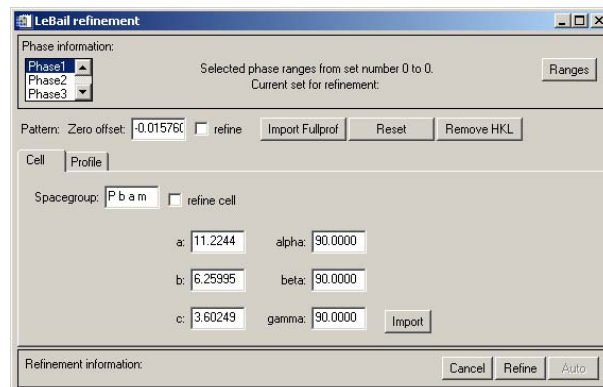 LeBail refinement
Phase information:
Phase1
Phase2
Phase3
Selected phase ranges from set number 0 to 0.
Current set for refinement:
Ranges
Pattern: Zero offset: -0.015760 refine Import Fullprof Reset Remove HKL
Cell Profile
Spacegroup: P b a m refine cell
a: 11.2244 alpha: 90.0000
b: 6.25995 beta: 90.0000
c: 3.60249 gamma: 90.0000 Import
Refinement information: Cancel Refine Auto